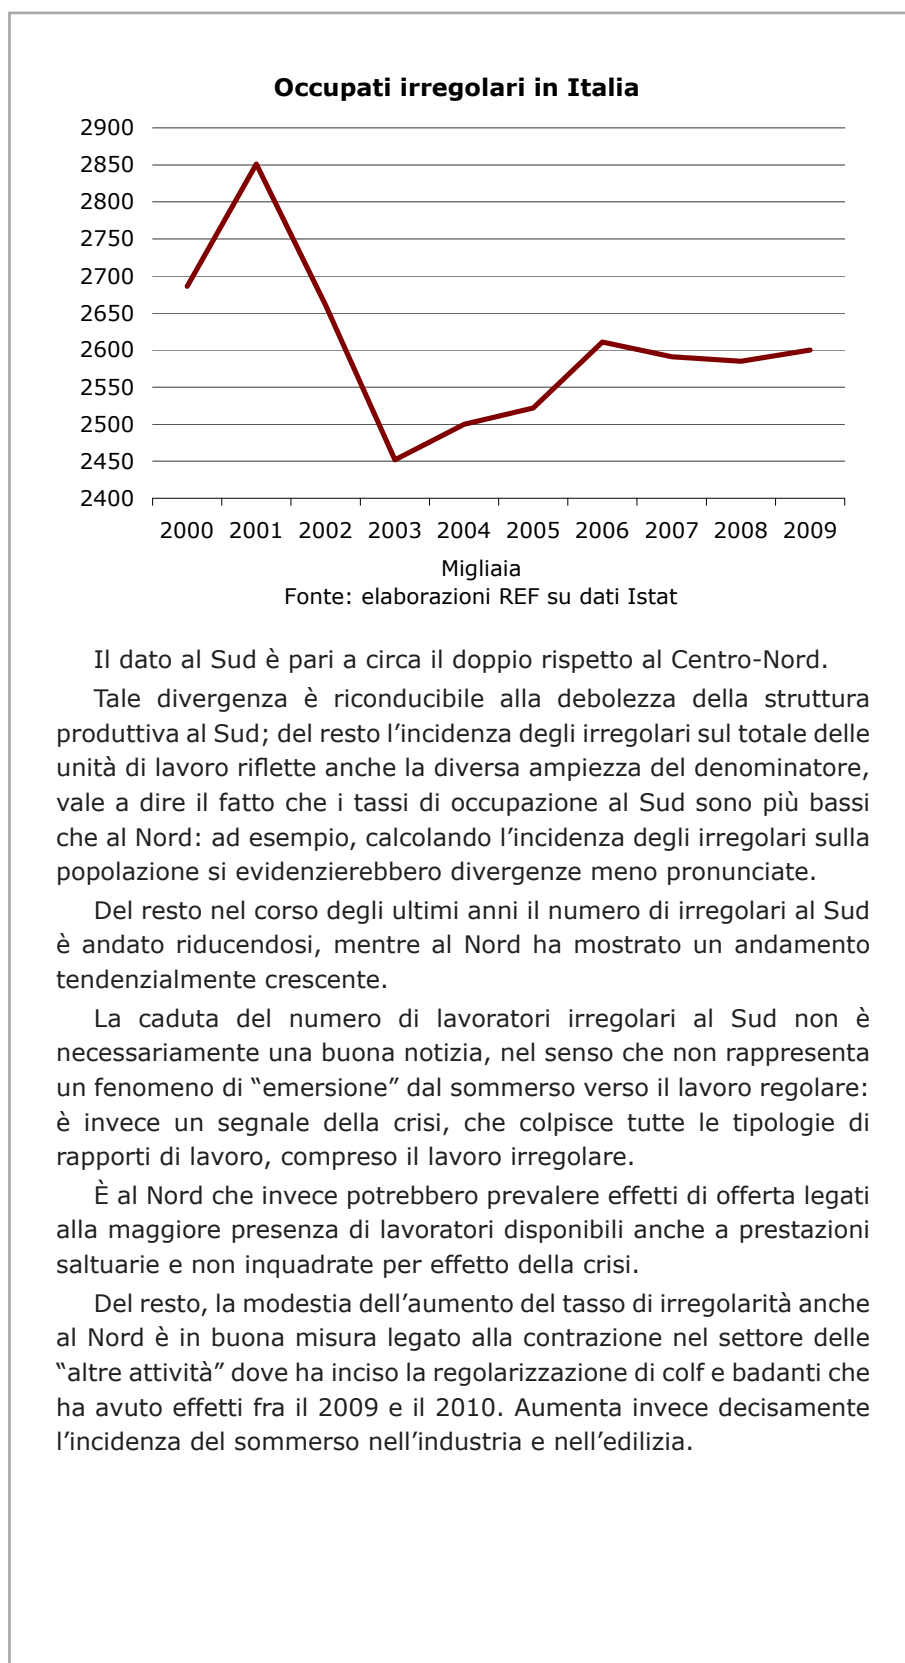 Occupati irregolari in Italia
2900
2850
2800
2750
2700
2650
2600
2550
2500
2450
2400
2000 2001 2002 2003 2004 2005 2006 2007 2008 2009
Migliaia
Fonte: elaborazioni REF su dati Istat
Il dato al Sud è pari a circa il doppio rispetto al Centro-Nord.
Tale divergenza è riconducibile alla debolezza della struttura
produttiva al Sud; del resto l’incidenza degli irregolari sul totale delle
unità di lavoro riflette anche la diversa ampiezza del denominatore,
vale a dire il fatto che i tassi di occupazione al Sud sono più bassi
che al Nord: ad esempio, calcolando l’incidenza degli irregolari sulla
popolazione si evidenzierebbero divergenze meno pronunciate.
Del resto nel corso degli ultimi anni il numero di irregolari al Sud
è andato riducendosi, mentre al Nord ha mostrato un andamento
tendenzialmente crescente.
La caduta del numero di lavoratori irregolari al Sud non è
necessariamente una buona notizia, nel senso che non rappresenta
un fenomeno di “emersione” dal sommerso verso il lavoro regolare:
è invece un segnale della crisi, che colpisce tutte le tipologie di
rapporti di lavoro, compreso il lavoro irregolare.
È al Nord che invece potrebbero prevalere effetti di offerta legati
alla maggiore presenza di lavoratori disponibili anche a prestazioni
saltuarie e non inquadrate per effetto della crisi.
Del resto, la modestia dell’aumento del tasso di irregolarità anche
al Nord è in buona misura legato alla contrazione nel settore delle
“altre attività” dove ha inciso la regolarizzazione di colf e badanti che
ha avuto effetti fra il 2009 e il 2010. Aumenta invece decisamente
l’incidenza del sommerso nell’industria e nell’edilizia.